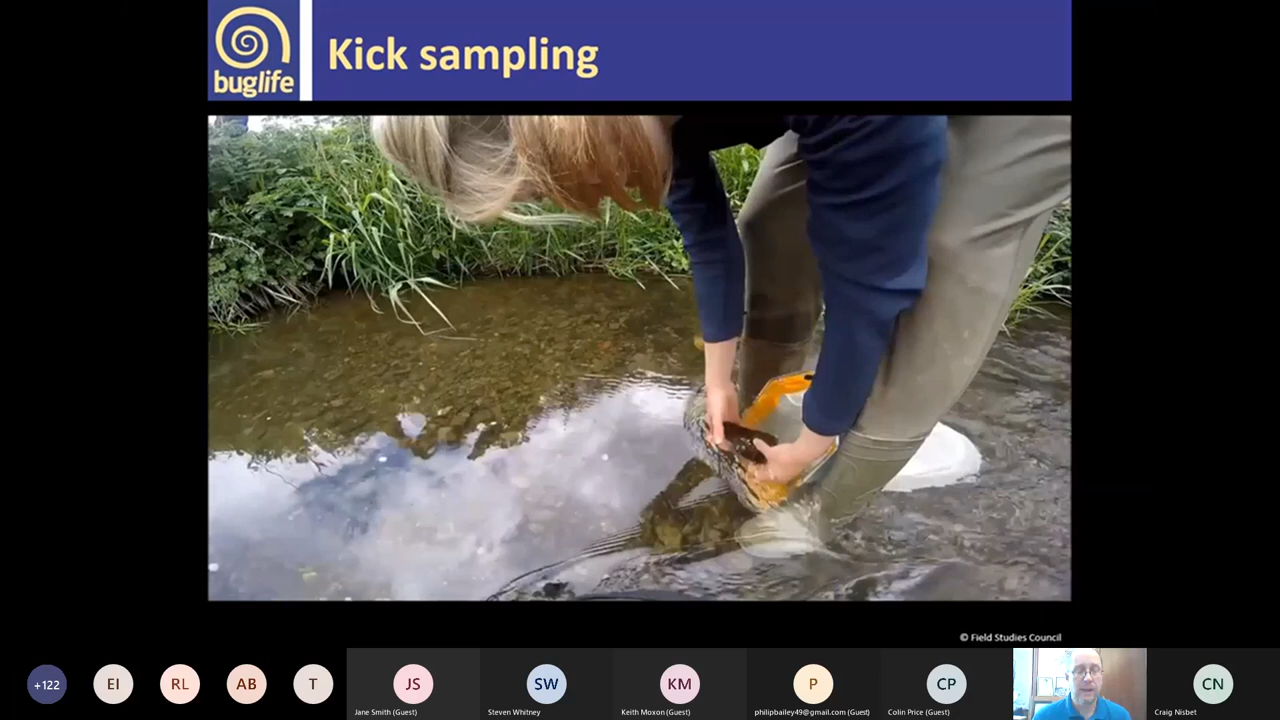 buglife
Kick sampling
© Field Studies Council
+122
EI
RL
AB
T
JS
Jane Smith (Guest)
SW
Steven Whitney
KM
Keith Moxon (Guest)
P
philipbailey49@gmail.com (Guest)
CP
Colin Price (Guest)
CN
Craig Nisbet